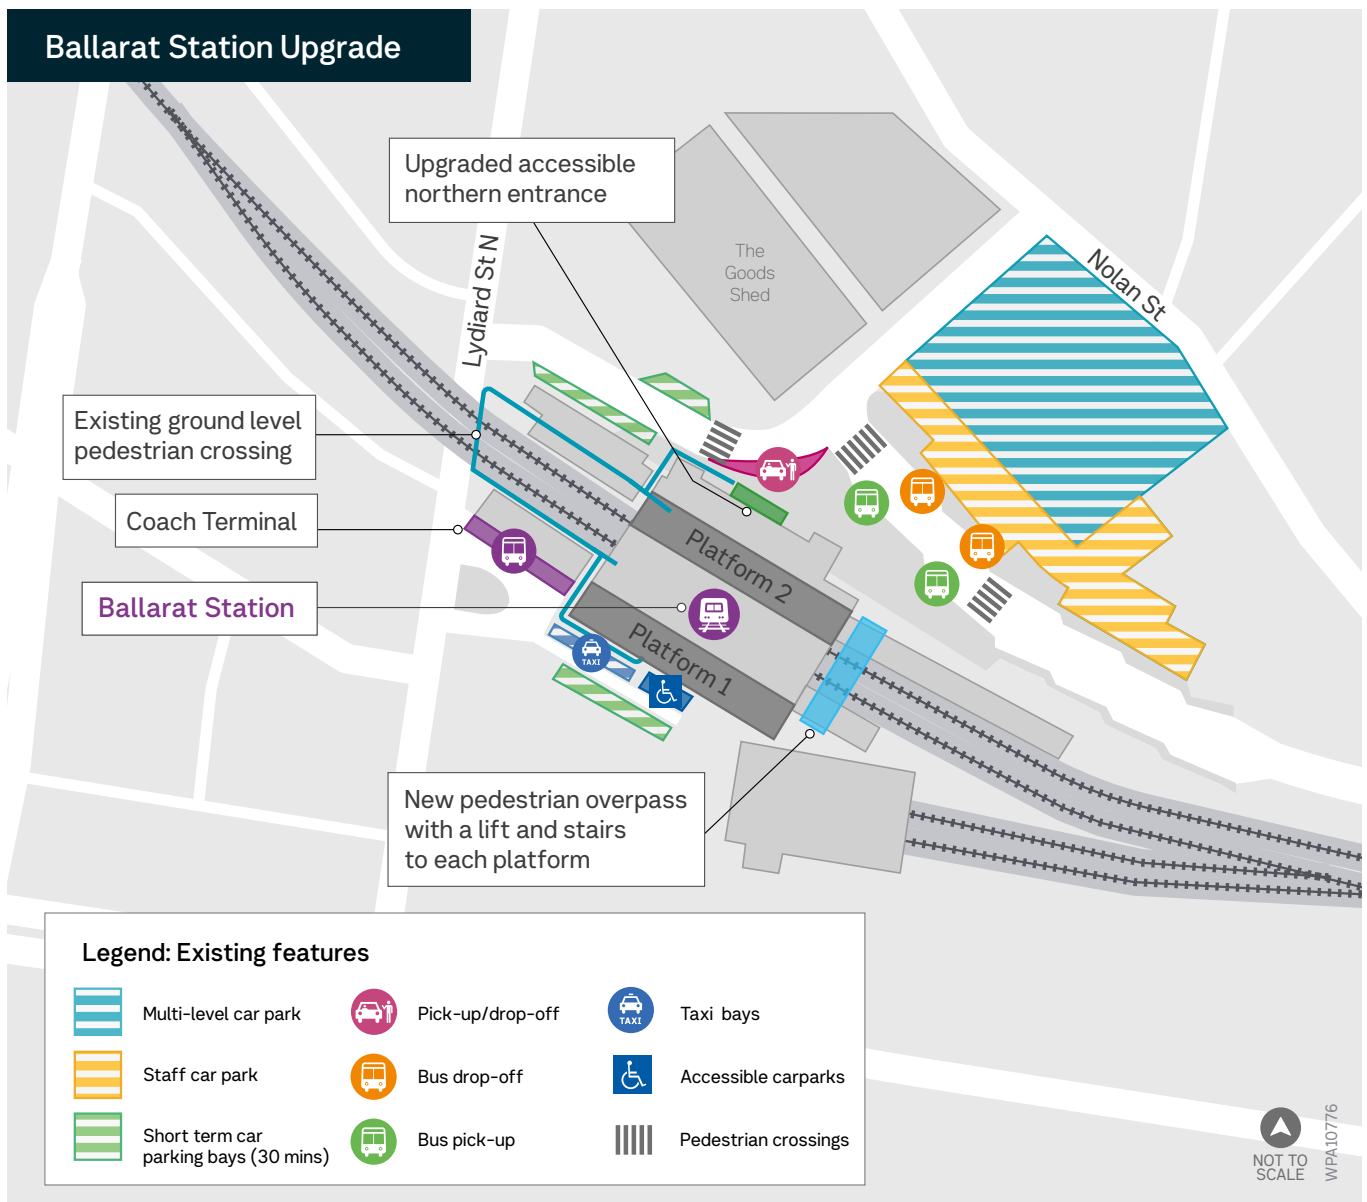 Ballarat Station Upgrade
Upgraded accessible
northern entrance
The
Goods
Shed
Nolan St
Lydiard St N
Existing ground level
pedestrian crossing
Coach Terminal
Ballarat Station
Platform 2
Platform 1
TAXI
New pedestrian overpass
with a lift and stairs
to each platform
Legend: Existing features
Multi-level car park
Staff car park
Short term car
parking bays (30 mins)
Pick-up/drop-off
Bus drop-off
Bus pick-up
TAXI
Taxi bays
Accessible carparks
Pedestrian crossings
NOT TO
SCALE
WPA10776